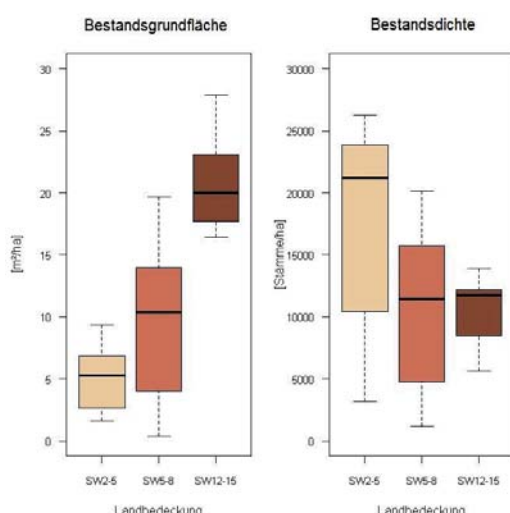 Bestandsgrundfläche
30
25
20
15
10
5
0
[m²/ha]
SW2-5 SW5-8 SW12-15
Landbedeckung
Bestandsdichte
30000
25000
20000
15000
10000
5000
0
[Stämme/ha]
SW2-5 SW5-8 SW12-15
Landbedeckung